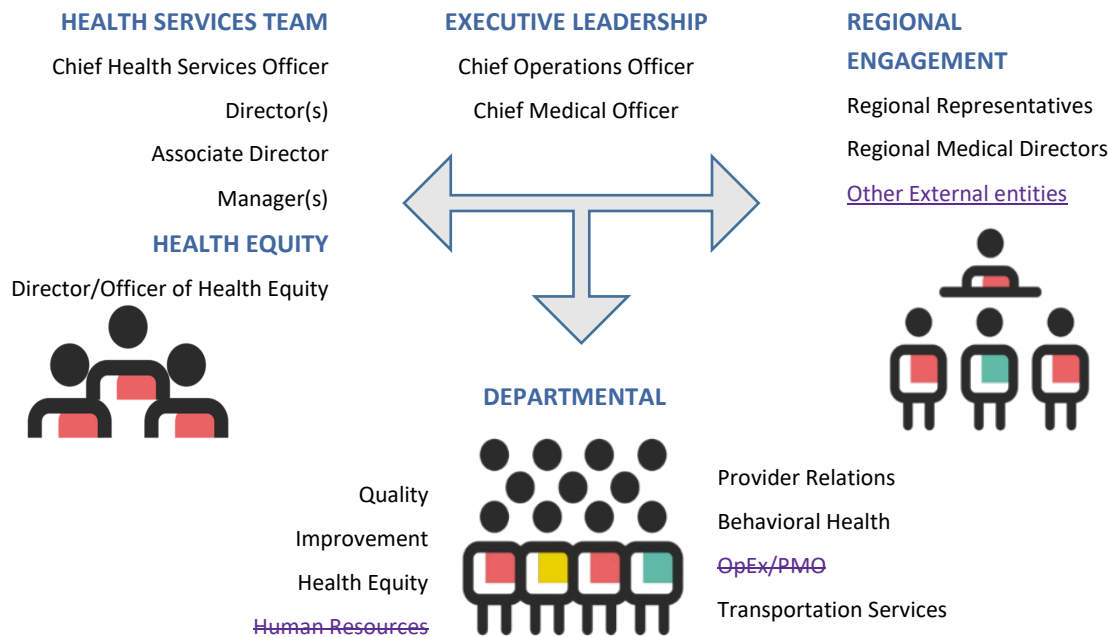 HEALTH SERVICES TEAM
Chief Health Services Officer
Director(s)
Associate Director
Manager(s)
HEALTH EQUITY
Director/Officer of Health Equity
EXECUTIVE LEADERSHIP
Chief Operations Officer
Chief Medical Officer
REGIONAL
ENGAGEMENT
Regional Representatives
Regional Medical Directors
Other External entities
DEPARTMENTAL
Quality
Improvement
Health Equity
Human Resources
Provider Relations
Behavioral Health
OpEx/PMO
Transportation Services